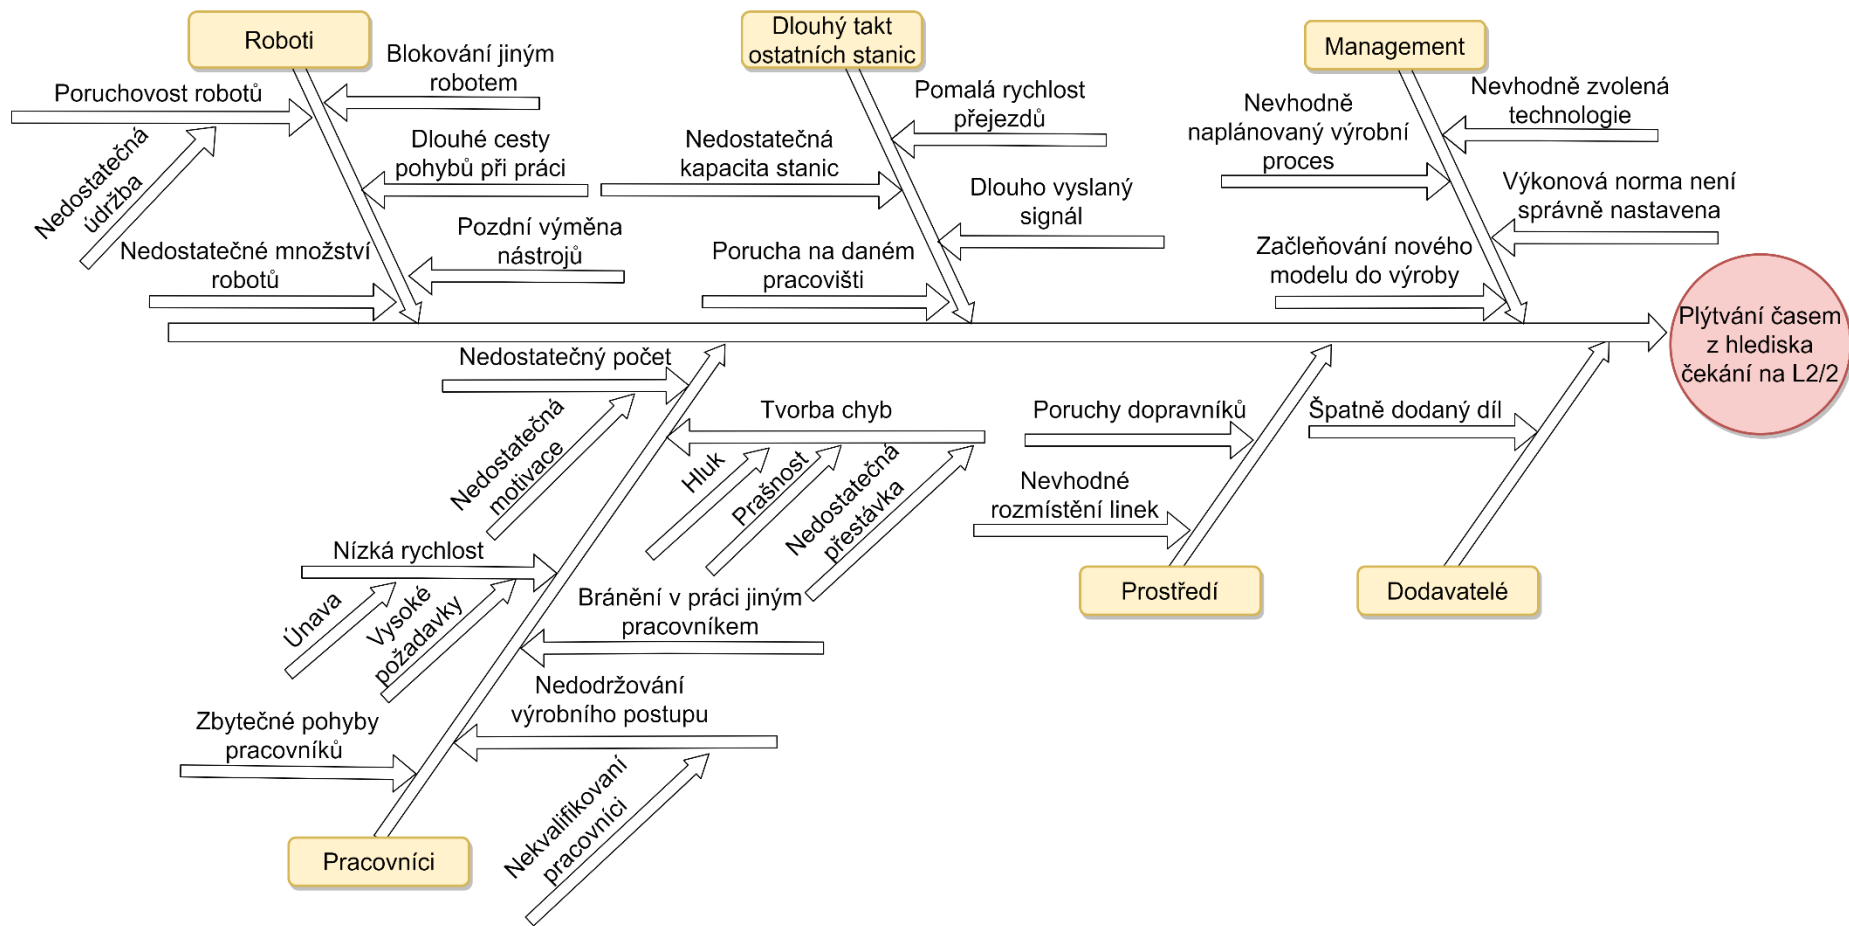 Roboti
Poruchovost robotů
Nedostatečná
údržba
Blokování jiným
robotem
Dlouhé cesty
pohybů při práci
Pozdní výměna
nástrojů
Nedostatečné množství
robotů
Dlouhý takt
ostatních stanic
Pomalá rychlost
přejezdů
Nedostatečná
kapacita stanic
Dlouho vyslaný
signál
Porucha na daném
pracovišti
Management
Nevhodně zvolená
technologie
Nevhodně
naplánovaný výrobní
proces
Výkonová norma není
správně nastavena
Začleňování nového
modelu do výroby
Plýtvání časem
z hlediska
čekání na L2/2
Nedostatečný počet
Nedostatečná
motivace
Tvorba chyb
Hluk
Prašnost
Nedostatečná
přestávka
Nízká rychlost
Únava
Vysoké
požadavky
Bránění v práci jiným
pracovníkem
Nedodržování
výrobního postupu
Nekvalifikovaní
pracovníci
Zbytečné pohyby
pracovníků
Pracovníci
Poruchy dopravníků
Nevhodné
rozmístění linek
Prostředí
Špatně dodaný díl
Dodavatelé